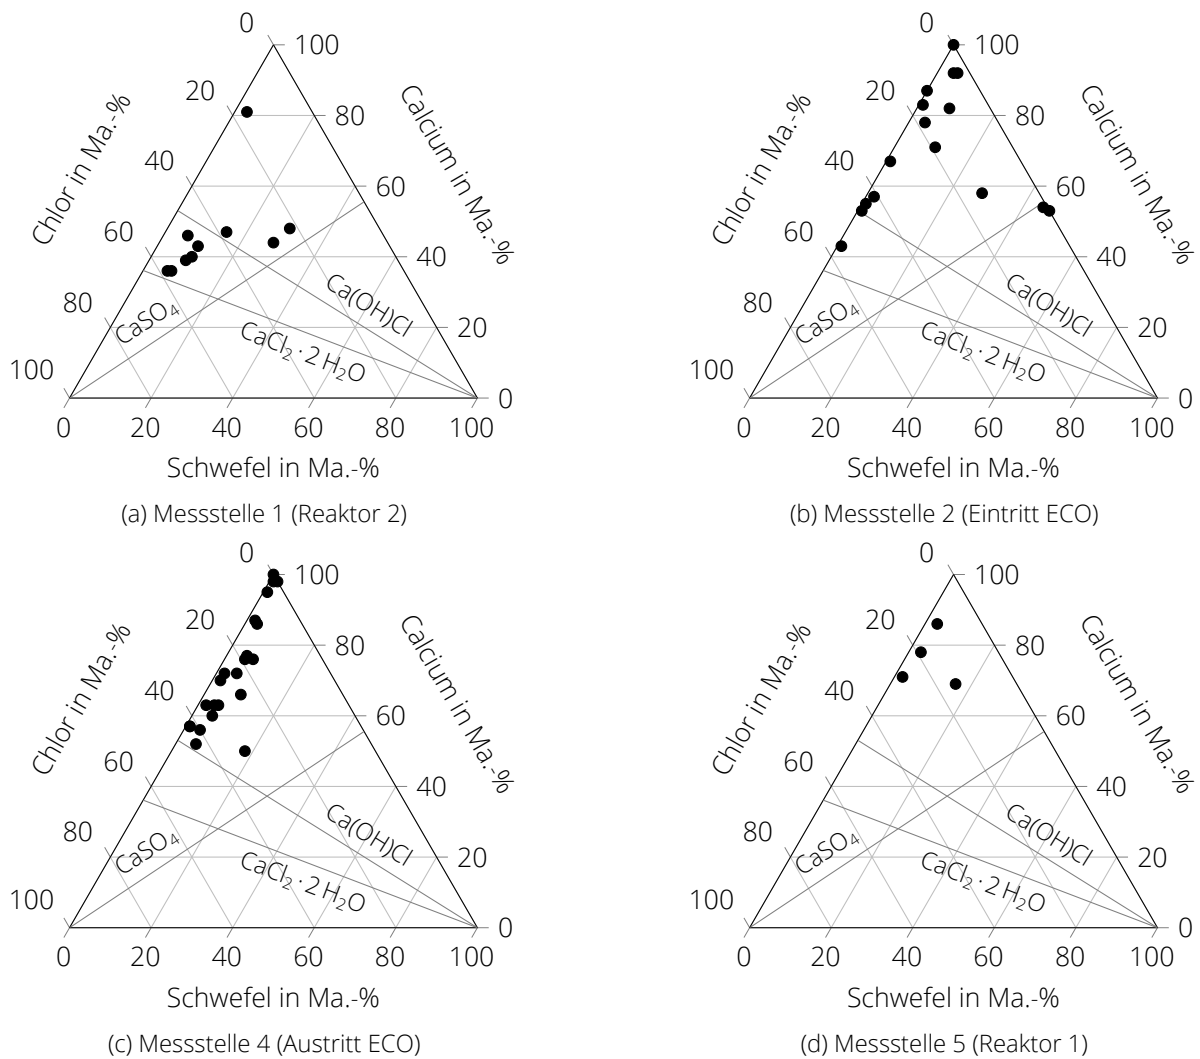 0
100
20
80
40
60
60
40
80
20
100
0
0 20 40 60 80 100
Chlor in Ma.-%
Calcium in Ma.-%
CaSO₄
Ca(OH)Cl
CaCl₂ · 2 H₂O
Schwefel in Ma.-%
(a) Messstelle 1 (Reaktor 2)
0
100
20
80
40
60
60
40
80
20
100
0
0 20 40 60 80 100
Chlor in Ma.-%
Calcium in Ma.-%
CaSO₄
Ca(OH)Cl
CaCl₂ · 2 H₂O
Schwefel in Ma.-%
(b) Messstelle 2 (Eintritt ECO)
0
100
20
80
40
60
60
40
80
20
100
0
0 20 40 60 80 100
Chlor in Ma.-%
Calcium in Ma.-%
CaSO₄
Ca(OH)Cl
CaCl₂ · 2 H₂O
Schwefel in Ma.-%
(c) Messstelle 4 (Austritt ECO)
0
100
20
80
40
60
60
40
80
20
100
0
0 20 40 60 80 100
Chlor in Ma.-%
Calcium in Ma.-%
CaSO₄
Ca(OH)Cl
CaCl₂ · 2 H₂O
Schwefel in Ma.-%
(d) Messstelle 5 (Reaktor 1)